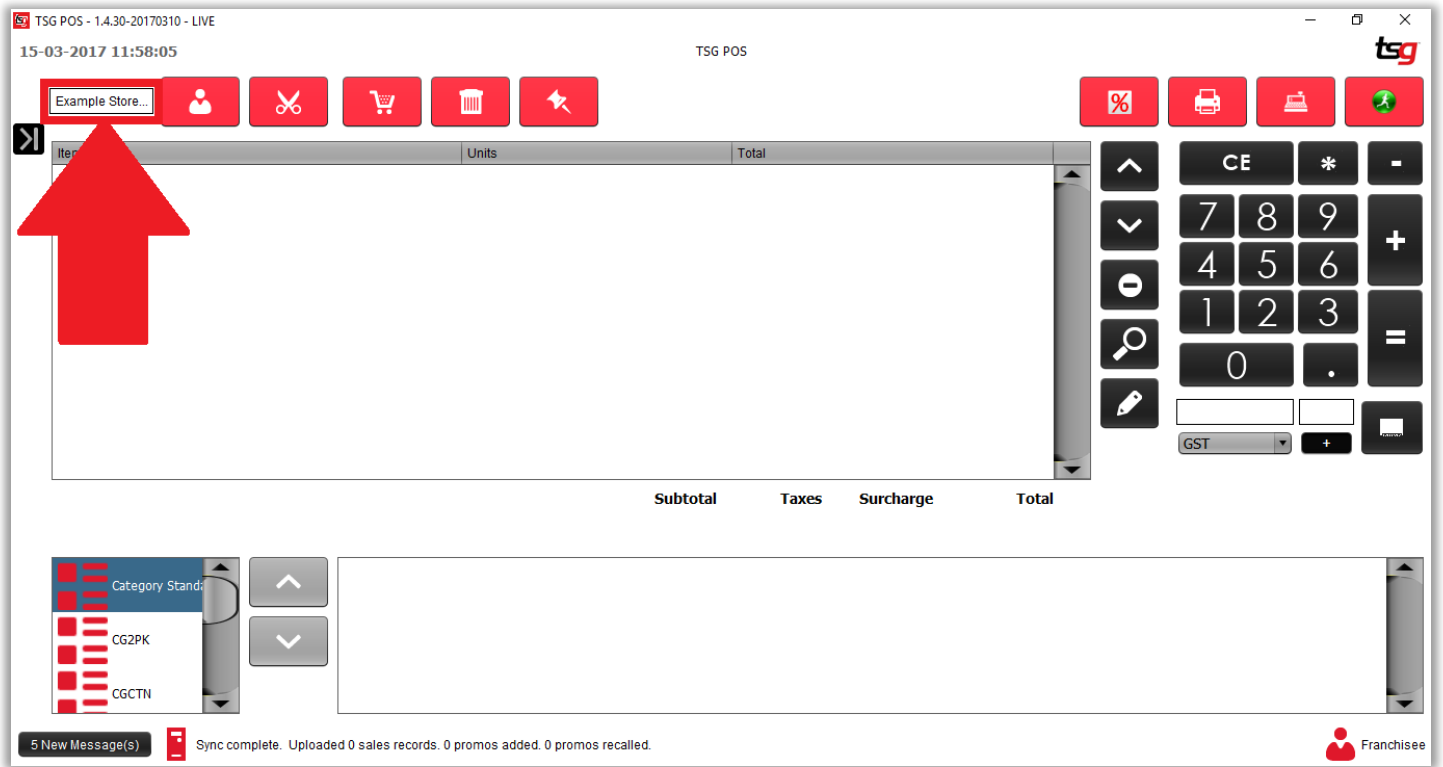 TSG POS - 1.4.30-20170310 - LIVE
15-03-2017 11:58:05
TSG POS
tsg
Example Store...
%
Units
Total
CE * -
7 8 9 +
4 5 6
1 2 3 =
0 .
GST
+
Subtotal Taxes Surcharge Total
Category Standa
CG2PK
CGCTN
5 New Message(s)
Sync complete. Uploaded 0 sales records. 0 promos added. 0 promos recalled.
Franchisee